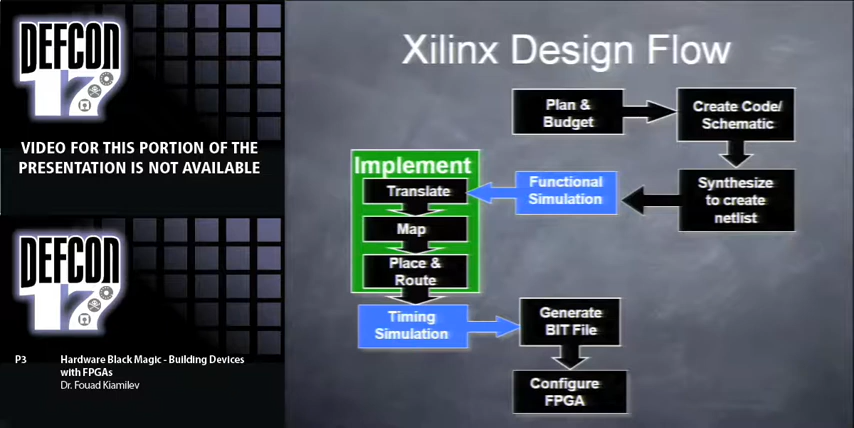 DEFCON
17
VIDEO FOR THIS PORTION OF THE
PRESENTATION IS NOT AVAILABLE
DEFCON
17
P3 Hardware Black Magic - Building Devices
with FPGAs
Dr. Fouad Kiamilev
Xilinx Design Flow
Plan &
Budget
Create Code/
Schematic
Synthesize
to create
netlist
Functional
Simulation
Implement
Translate
Map
Place &
Route
Timing
Simulation
Generate
BIT File
Configure
FPGA